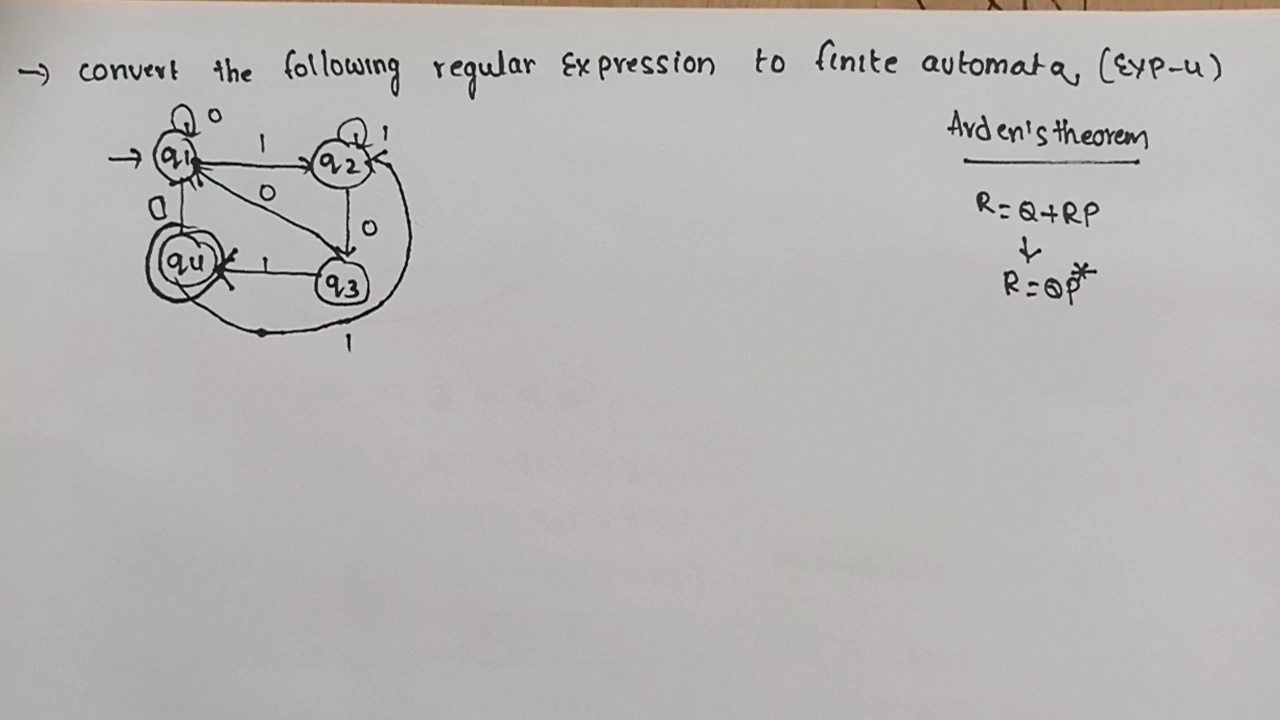 → convert the following regular Expression to finite automata, (Exp-4)
Arden's theorem
R=Q+RP
↓
R=QP*
0
1
→ q1
1
q2
0
0
0
q4
1
q3
1